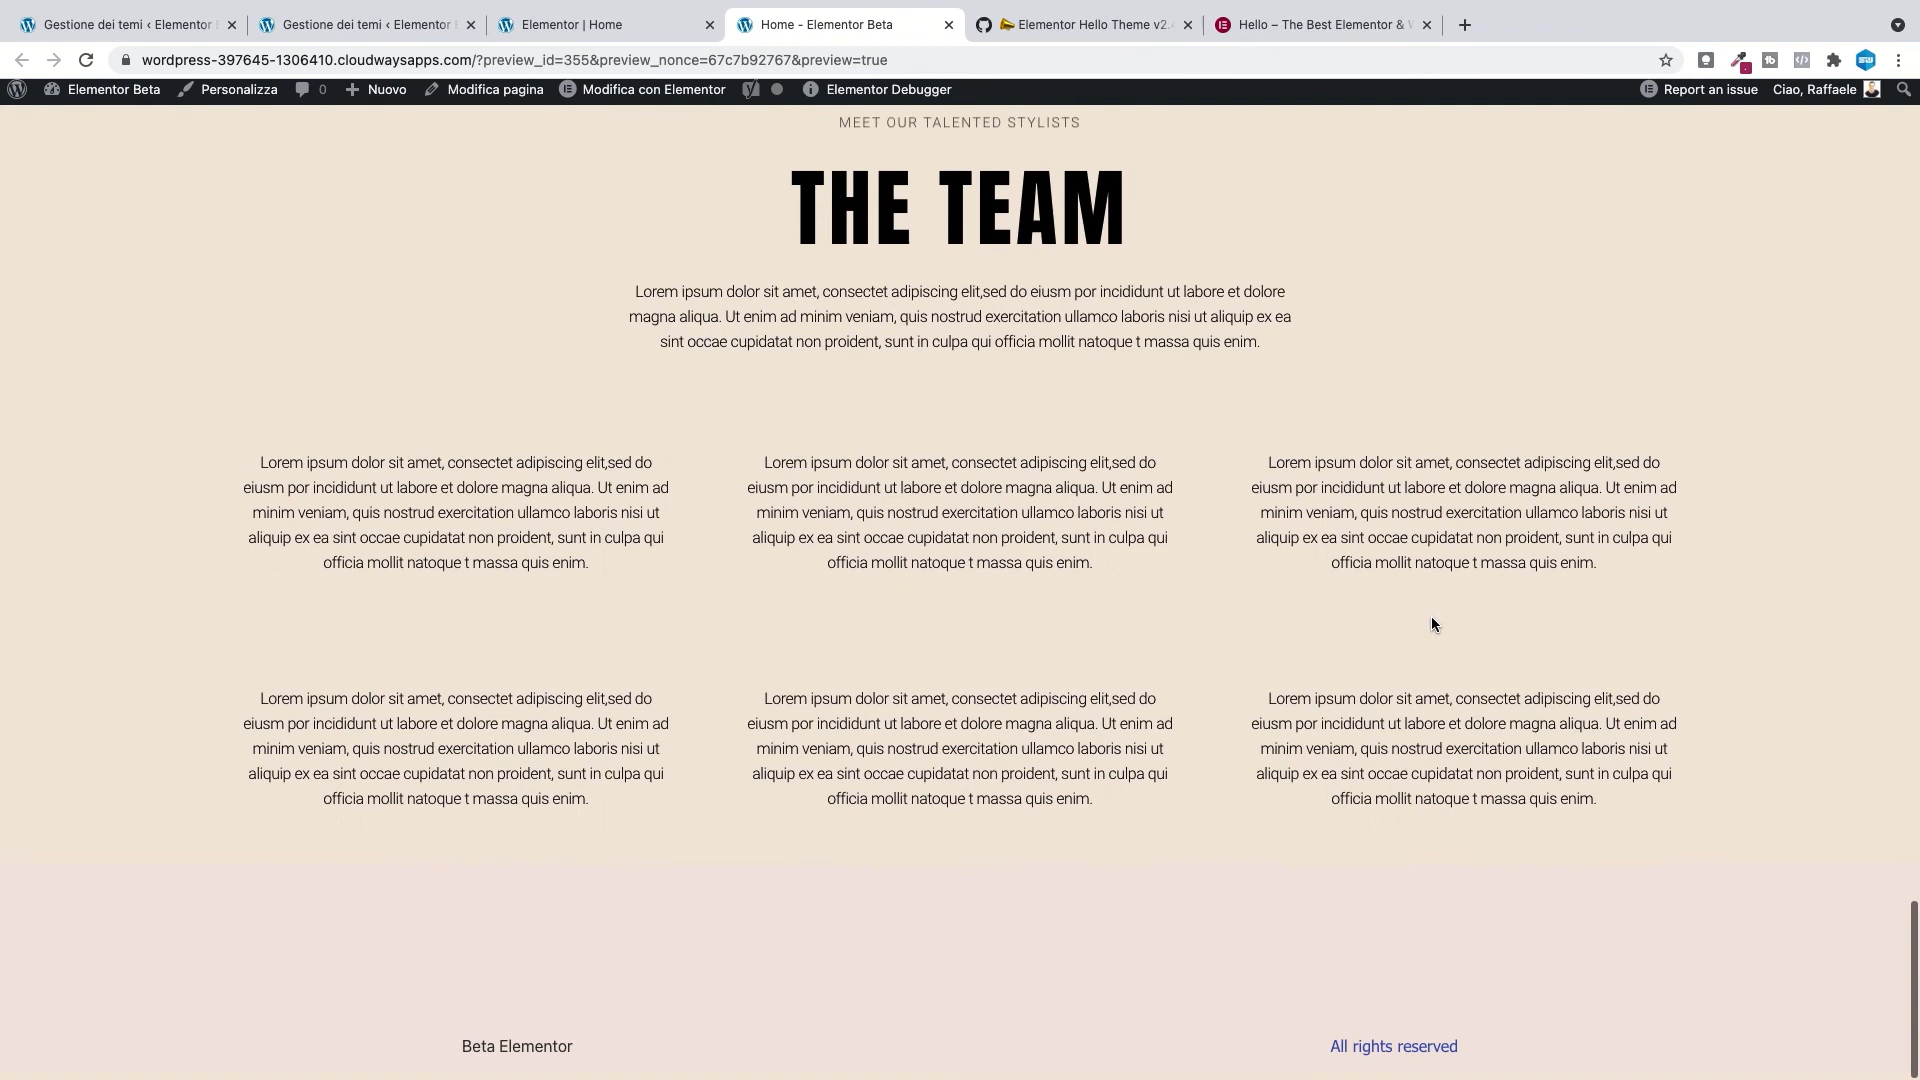 Gestione dei temi ‹ Elementor
Gestione dei temi ‹ Elementor
Elementor | Home
Home - Elementor Beta
Elementor Hello Theme v2.
Hello – The Best Elementor &
wordpress-397645-1306410.cloudwaysapps.com/?preview_id=355&preview_nonce=67c7b92767&preview=true
Elementor Beta
Personalizza
0
Nuovo
Modifica pagina
Modifica con Elementor
Elementor Debugger
Report an issue
Ciao, Raffaele
MEET OUR TALENTED STYLISTS
THE TEAM
Lorem ipsum dolor sit amet, consectet adipiscing elit,sed do eiusm por incididunt ut labore et dolore
magna aliqua. Ut enim ad minim veniam, quis nostrud exercitation ullamco laboris nisi ut aliquip ex ea
sint occae cupidatat non proident, sunt in culpa qui officia mollit natoque t massa quis enim.
Lorem ipsum dolor sit amet, consectet adipiscing elit,sed do
eiusm por incididunt ut labore et dolore magna aliqua. Ut enim ad
minim veniam, quis nostrud exercitation ullamco laboris nisi ut
aliquip ex ea sint occae cupidatat non proident, sunt in culpa qui
officia mollit natoque t massa quis enim.
Lorem ipsum dolor sit amet, consectet adipiscing elit,sed do
eiusm por incididunt ut labore et dolore magna aliqua. Ut enim ad
minim veniam, quis nostrud exercitation ullamco laboris nisi ut
aliquip ex ea sint occae cupidatat non proident, sunt in culpa qui
officia mollit natoque t massa quis enim.
Lorem ipsum dolor sit amet, consectet adipiscing elit,sed do
eiusm por incididunt ut labore et dolore magna aliqua. Ut enim ad
minim veniam, quis nostrud exercitation ullamco laboris nisi ut
aliquip ex ea sint occae cupidatat non proident, sunt in culpa qui
officia mollit natoque t massa quis enim.
Lorem ipsum dolor sit amet, consectet adipiscing elit,sed do
eiusm por incididunt ut labore et dolore magna aliqua. Ut enim ad
minim veniam, quis nostrud exercitation ullamco laboris nisi ut
aliquip ex ea sint occae cupidatat non proident, sunt in culpa qui
officia mollit natoque t massa quis enim.
Lorem ipsum dolor sit amet, consectet adipiscing elit,sed do
eiusm por incididunt ut labore et dolore magna aliqua. Ut enim ad
minim veniam, quis nostrud exercitation ullamco laboris nisi ut
aliquip ex ea sint occae cupidatat non proident, sunt in culpa qui
officia mollit natoque t massa quis enim.
Lorem ipsum dolor sit amet, consectet adipiscing elit,sed do
eiusm por incididunt ut labore et dolore magna aliqua. Ut enim ad
minim veniam, quis nostrud exercitation ullamco laboris nisi ut
aliquip ex ea sint occae cupidatat non proident, sunt in culpa qui
officia mollit natoque t massa quis enim.
Beta Elementor
All rights reserved